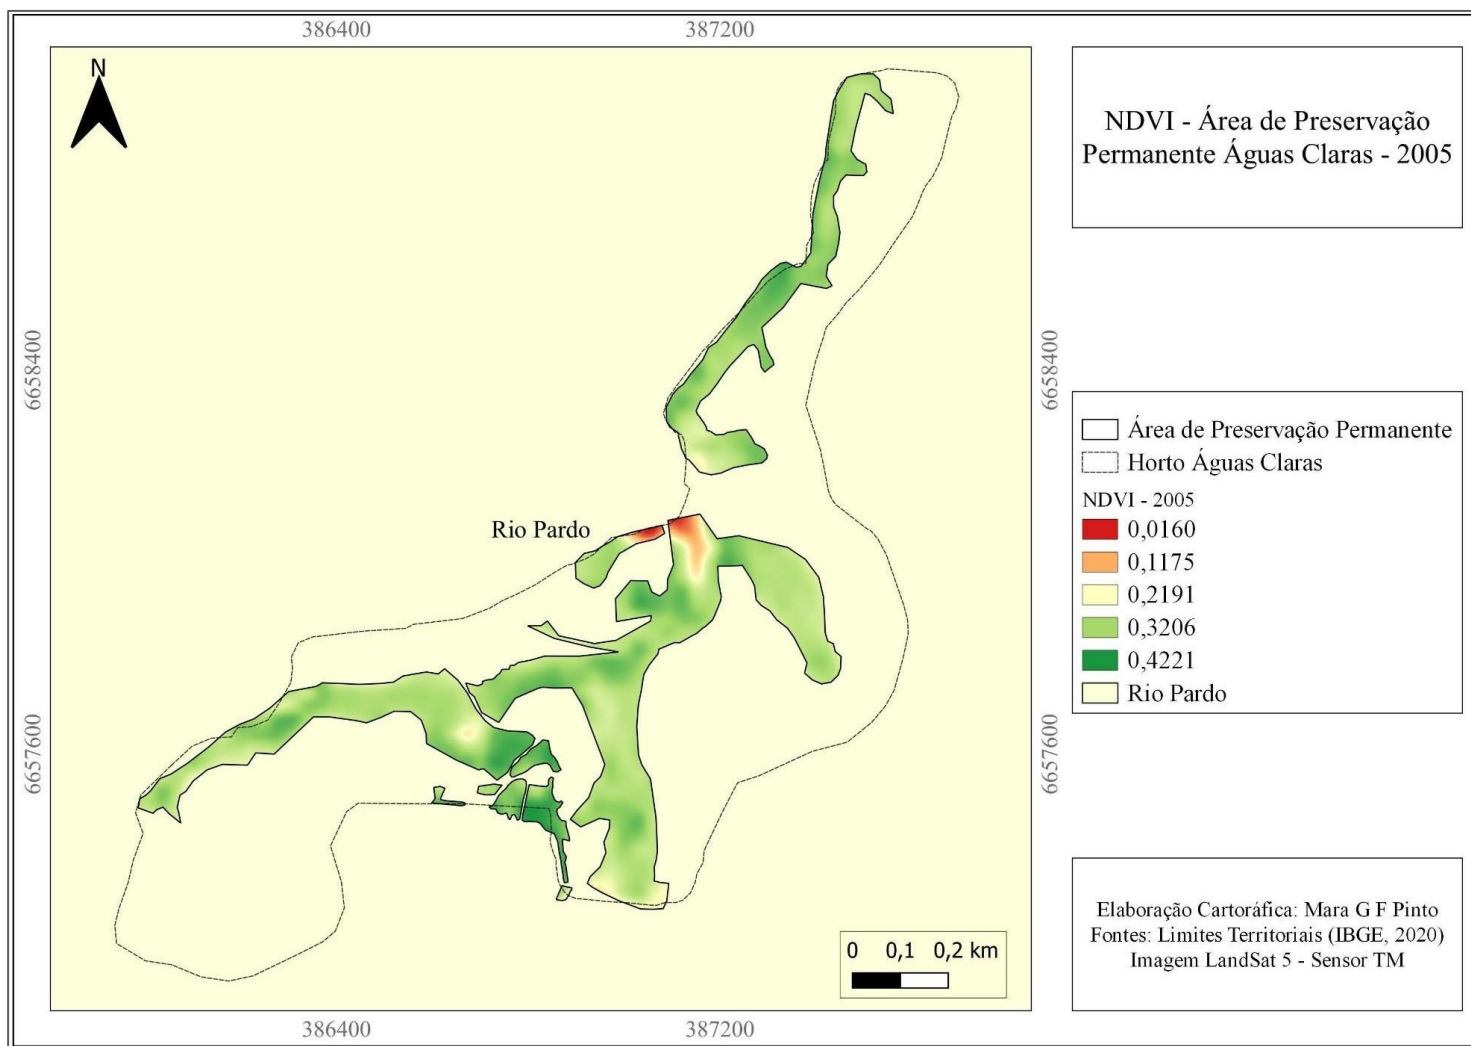 386400
387200
N
6658400
6657600
Rio Pardo
0 0,1 0,2 km
386400
387200
6658400
6657600
NDVI - Área de Preservação
Permanente Águas Claras - 2005
Área de Preservação Permanente
Horto Águas Claras
NDVI - 2005
0,0160
0,1175
0,2191
0,3206
0,4221
Rio Pardo
Elaboração Cartoráfica: Mara G F Pinto
Fontes: Limites Territoriais (IBGE, 2020)
Imagem LandSat 5 - Sensor TM